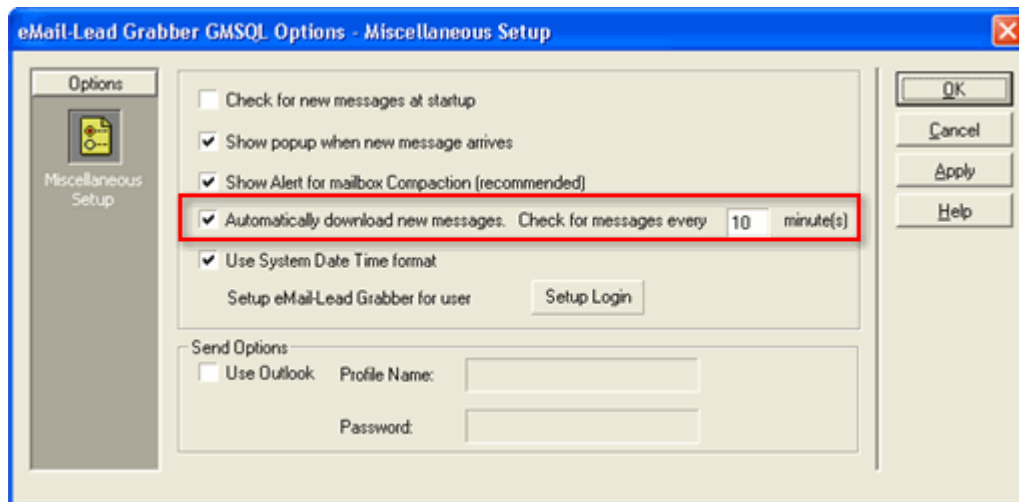 eMail-Lead Grabber GMSQL Options - Miscellaneous Setup
Options
Miscellaneous
Setup
Check for new messages at startup
Show popup when new message arrives
Show Alert for mailbox Compaction (recommended)
Automatically download new messages. Check for messages every 10 minute(s)
Use System Date Time format
Setup eMail-Lead Grabber for user Setup Login
Send Options
Use Outlook Profile Name:
Password:
OK
Cancel
Apply
Help